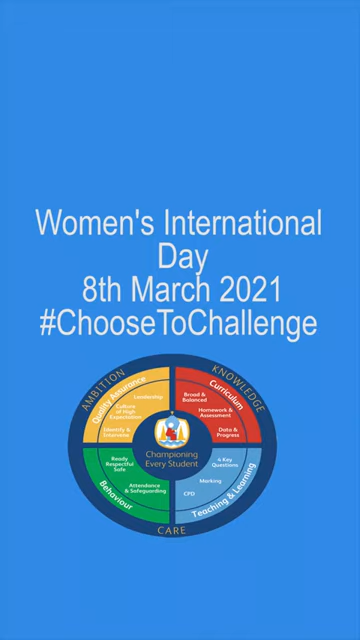 Women's International
Day
8th March 2021
#ChooseToChallenge
AMBITION
KNOWLEDGE
Quality Assurance
Leadership
Culture
of High
Expectation
Identify &
Intervene
Curriculum
Broad &
Balanced
Homework &
Assessment
Data &
Progress
Championing
Every Student
Ready
Respectful
Safe
Attendance
& Safeguarding
Behaviour
4 Key
Questions
Marking
CPD
Teaching & Learning
CARE